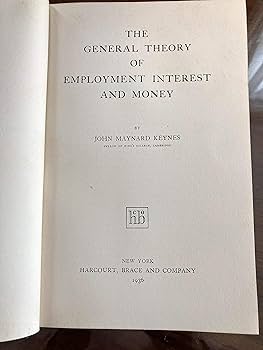 THE
GENERAL THEORY
OF
EMPLOYMENT INTEREST
AND MONEY
BY
JOHN MAYNARD KEYNES
FELLOW OF KING'S COLLEGE, CAMBRIDGE
NEW YORK
HARCOURT, BRACE AND COMPANY
1936